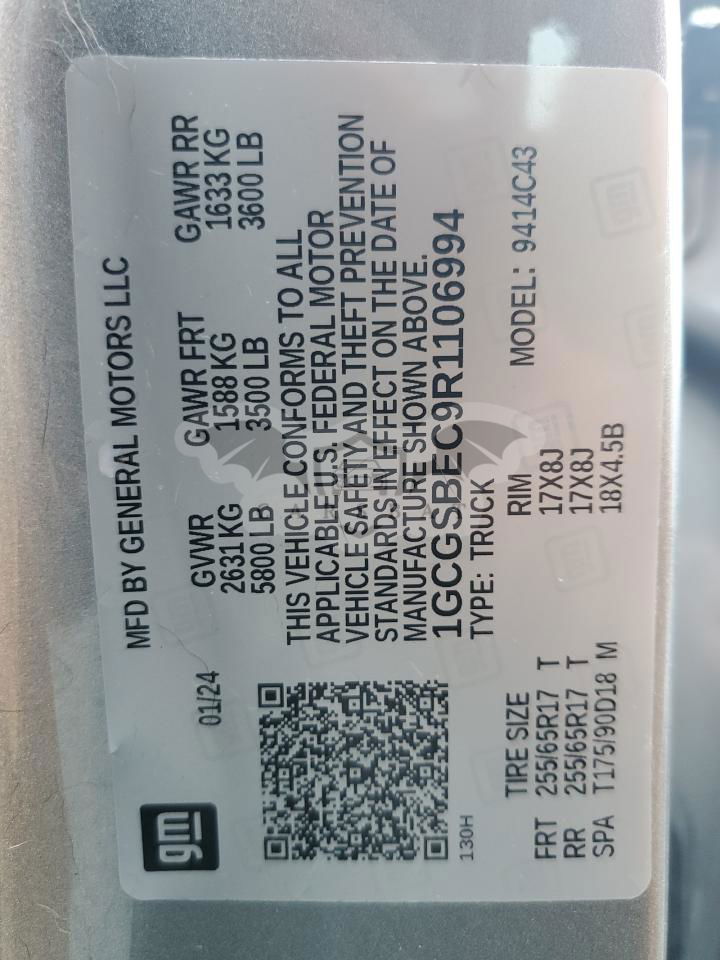 gm
MFD BY GENERAL MOTORS LLC
01/24
GVWR GAWR FRT GAWR RR
2631 KG 1588 KG 1633 KG
5800 LB 3500 LB 3600 LB
THIS VEHICLE CONFORMS TO ALL
APPLICABLE U.S. FEDERAL MOTOR
VEHICLE SAFETY AND THEFT PREVENTION
STANDARDS IN EFFECT ON THE DATE OF
MANUFACTURE SHOWN ABOVE.
1GCGSBEC9R1106994
TYPE: TRUCK
130H
MODEL: 9414C43
TIRE SIZE RIM
FRT 255/65R17 T 17X8J
RR 255/65R17 T 17X8J
SPA T175/90D18 M 18X4.5B